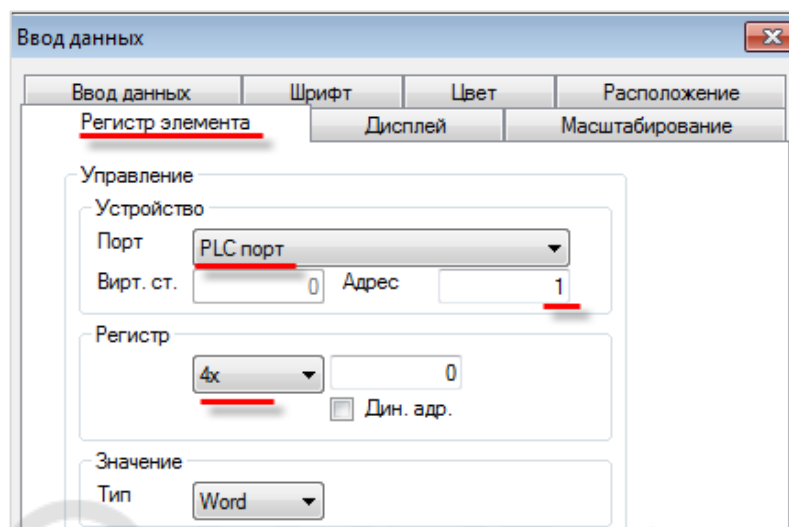 Ввод данных
Ввод данных Шрифт Цвет Расположение
Регистр элемента Дисплей Масштабирование
Управление
Устройство
Порт PLC порт
Вирт. ст. 0 Адрес 1
Регистр
4x 0
Дин. адр.
Значение
Тип Word